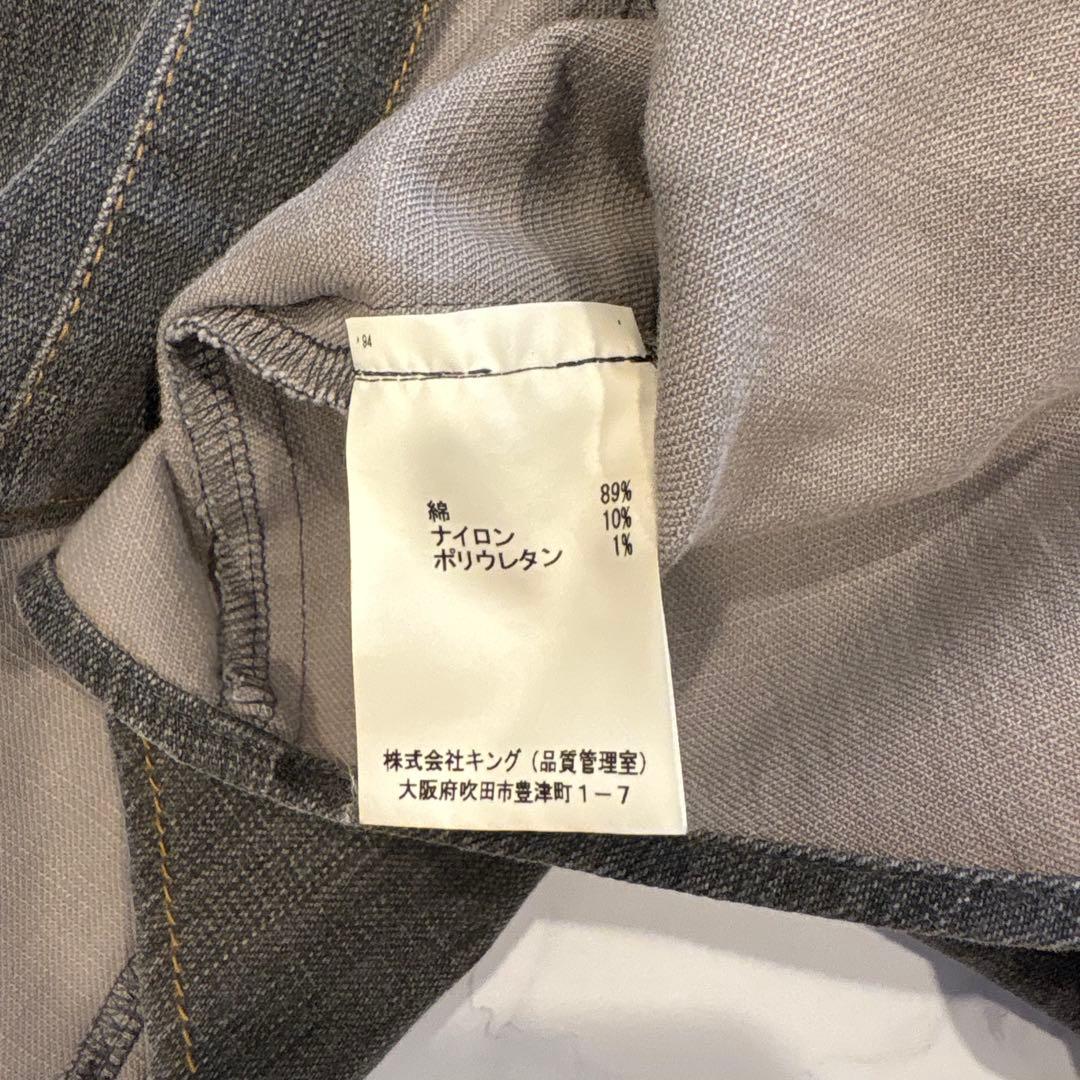 84
綿 89%
ナイロン 10%
ポリウレタン 1%
株式会社キング(品質管理室)
大阪府吹田市豊津町1-7